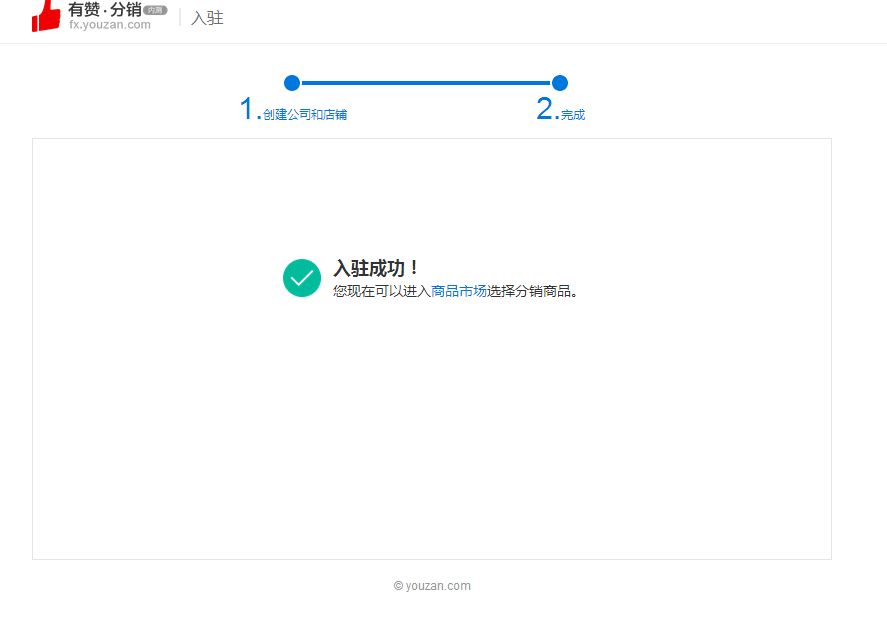 有赞·分销 内测
fx.youzan.com
入驻
1.创建公司和店铺
2.完成
入驻成功！
您现在可以进入商品市场选择分销商品。
© youzan.com